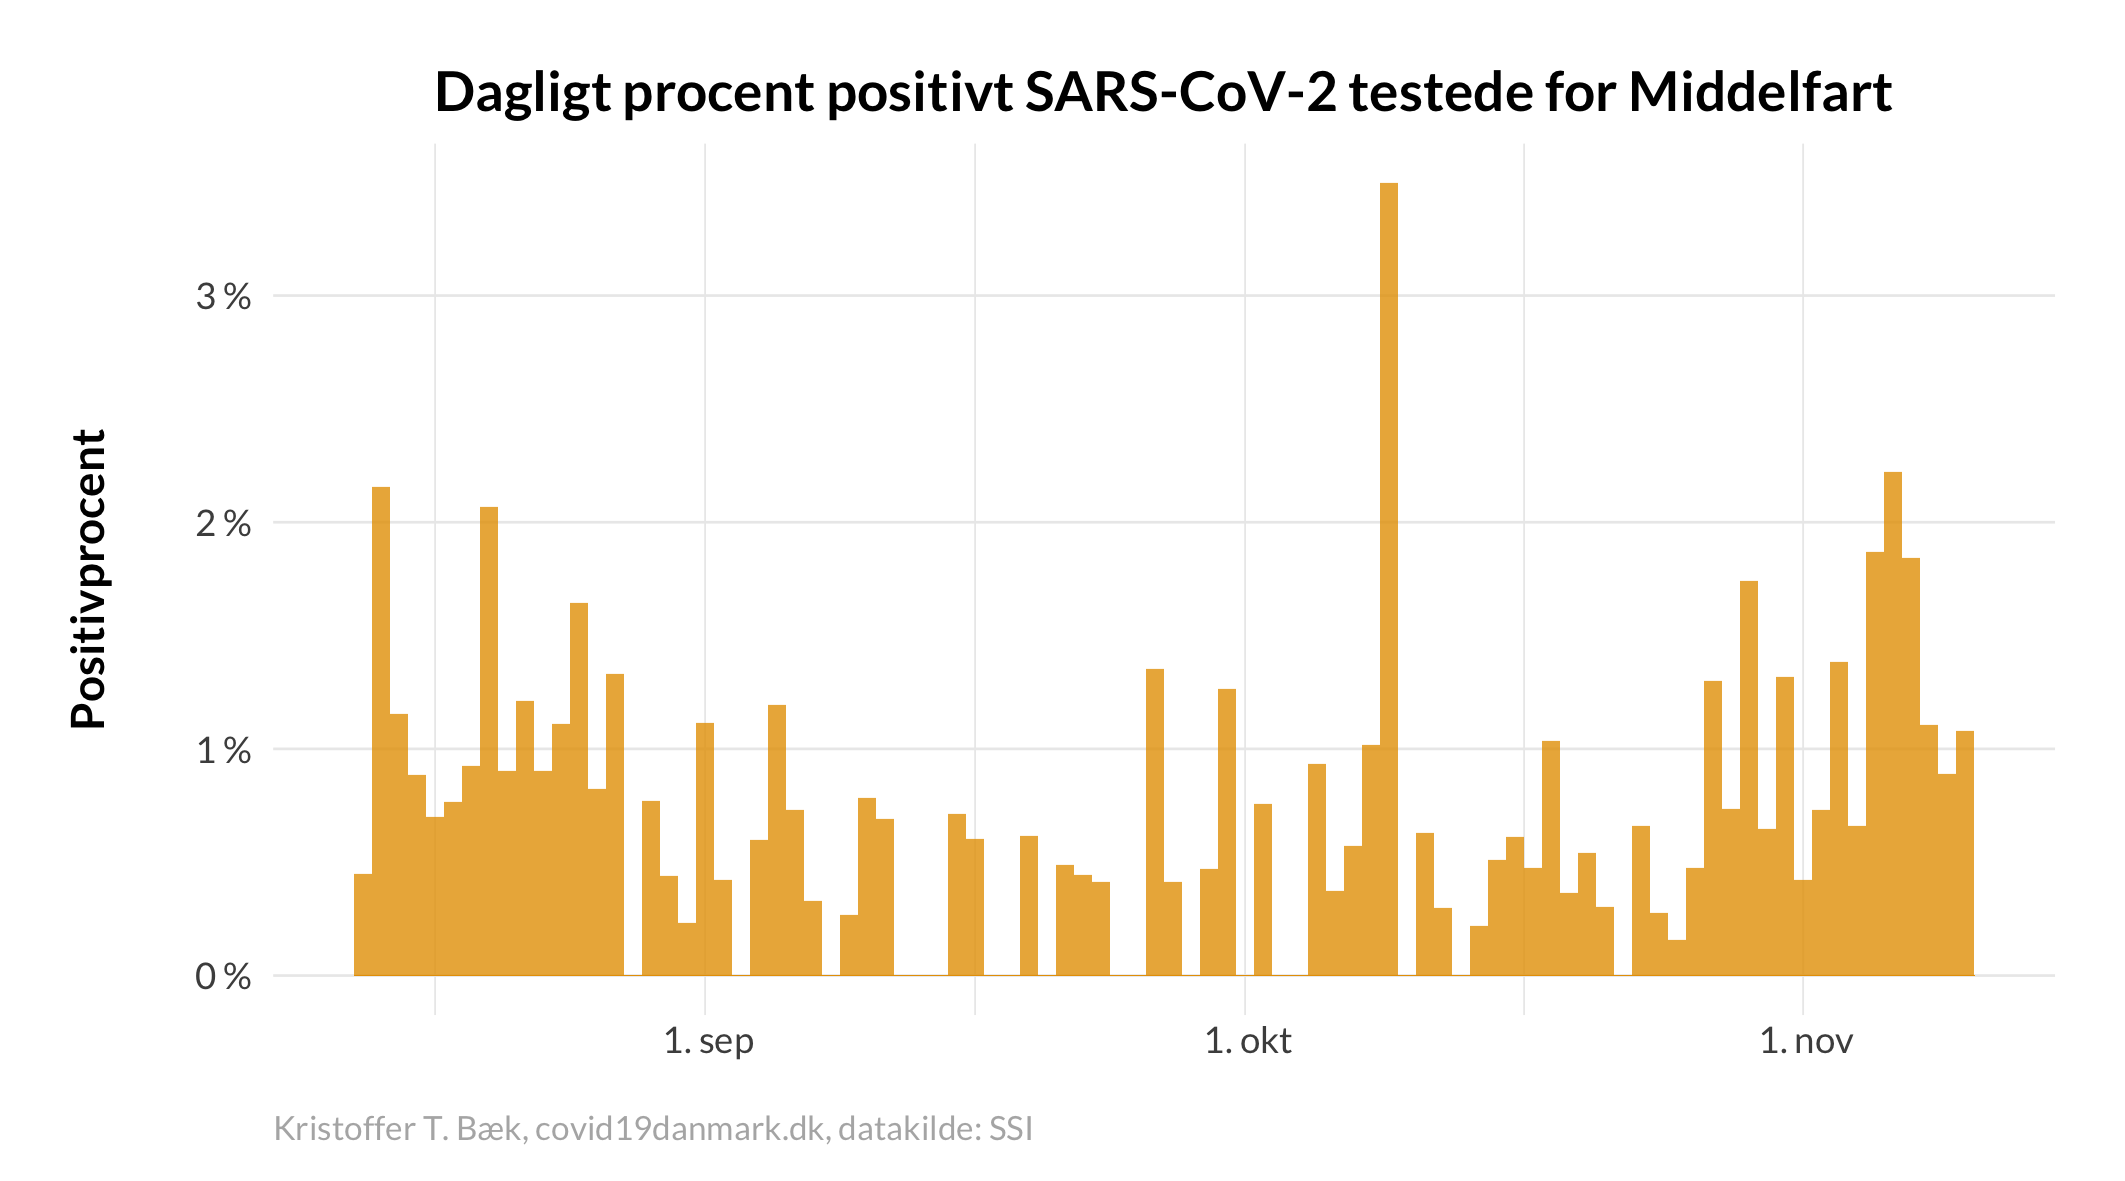 Dagligt procent positivt SARS-CoV-2 testede for Middelfart
Positivprocent
3 %
2 %
1 %
0 %
1. sep
1. okt
1. nov
Kristoffer T. Bæk, covid19danmark.dk, datakilde: SSI